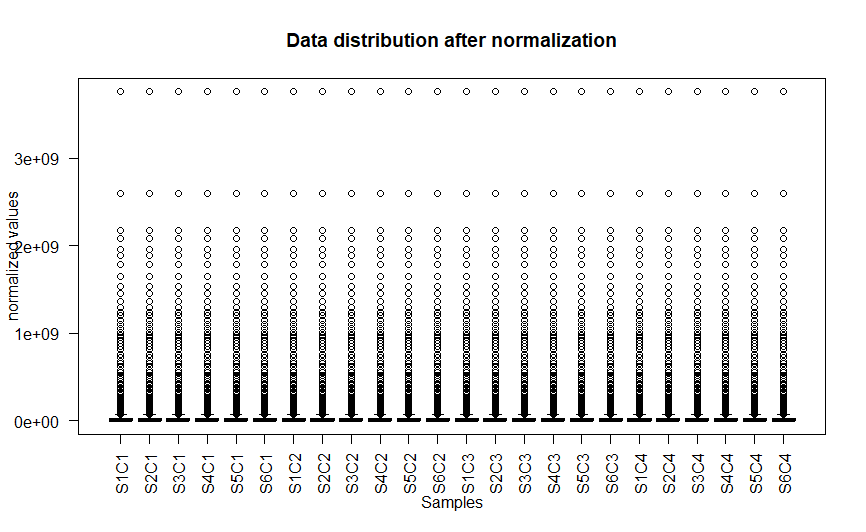 Data distribution after normalization
normalized values
3e+09
2e+09
1e+09
0e+00
S1C1
S2C1
S3C1
S4C1
S5C1
S6C1
S1C2
S2C2
S3C2
S4C2
S5C2
S6C2
S1C3
S2C3
S3C3
S4C3
S5C3
S6C3
S1C4
S2C4
S3C4
S4C4
S5C4
S6C4
Samples